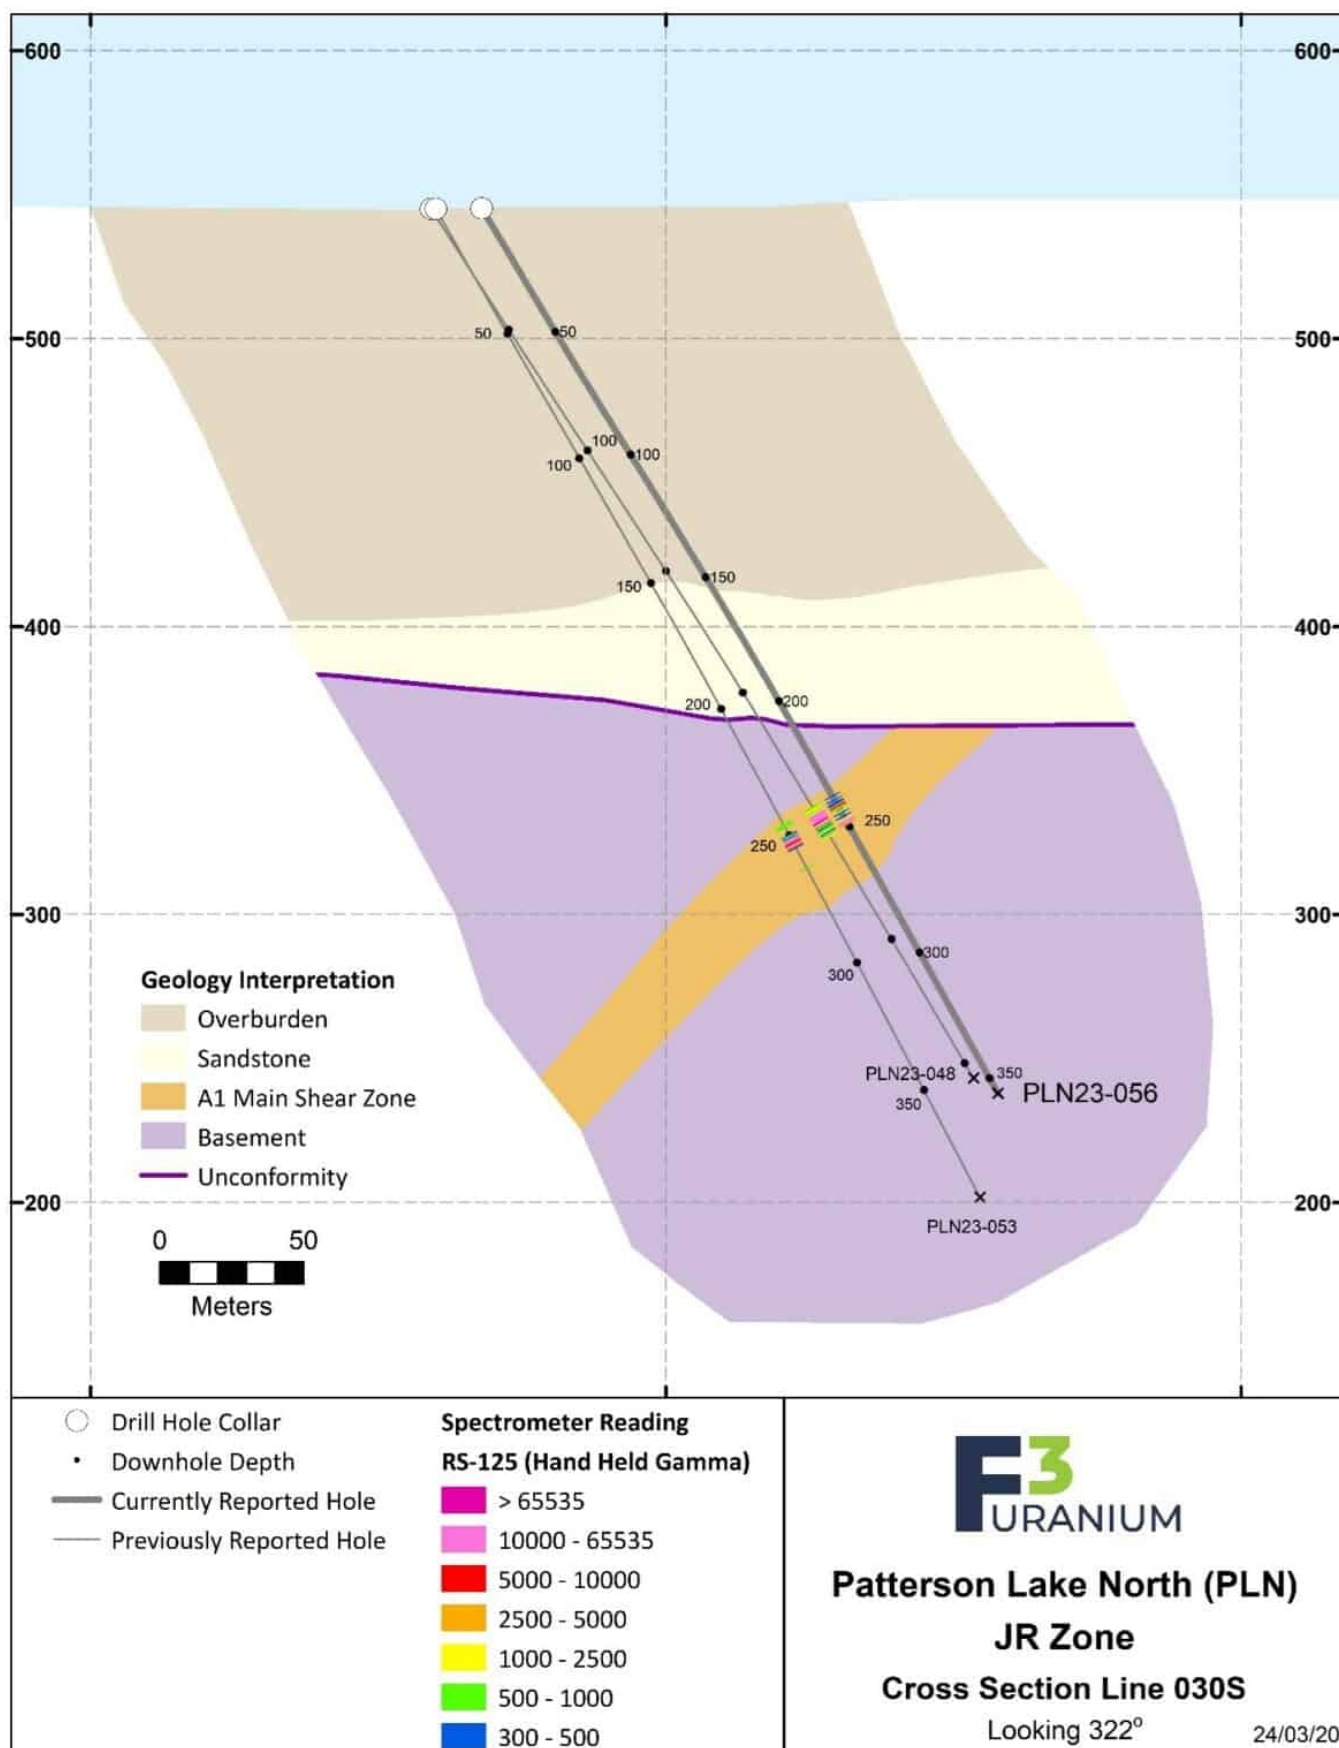 600
600
50
50
500
500
100
100
100
150
150
400
400
200
200
250
250
300
300
300
300
Geology Interpretation
Overburden
Sandstone
A1 Main Shear Zone
Basement
Unconformity
PLN23-048
350
PLN23-056
350
200
200
PLN23-053
0 50
Meters
Drill Hole Collar
Downhole Depth
Currently Reported Hole
Previously Reported Hole
Spectrometer Reading
RS-125 (Hand Held Gamma)
> 65535
10000 - 65535
5000 - 10000
2500 - 5000
1000 - 2500
500 - 1000
300 - 500
F3
URANIUM
Patterson Lake North (PLN)
JR Zone
Cross Section Line 030S
Looking 322°
24/03/20